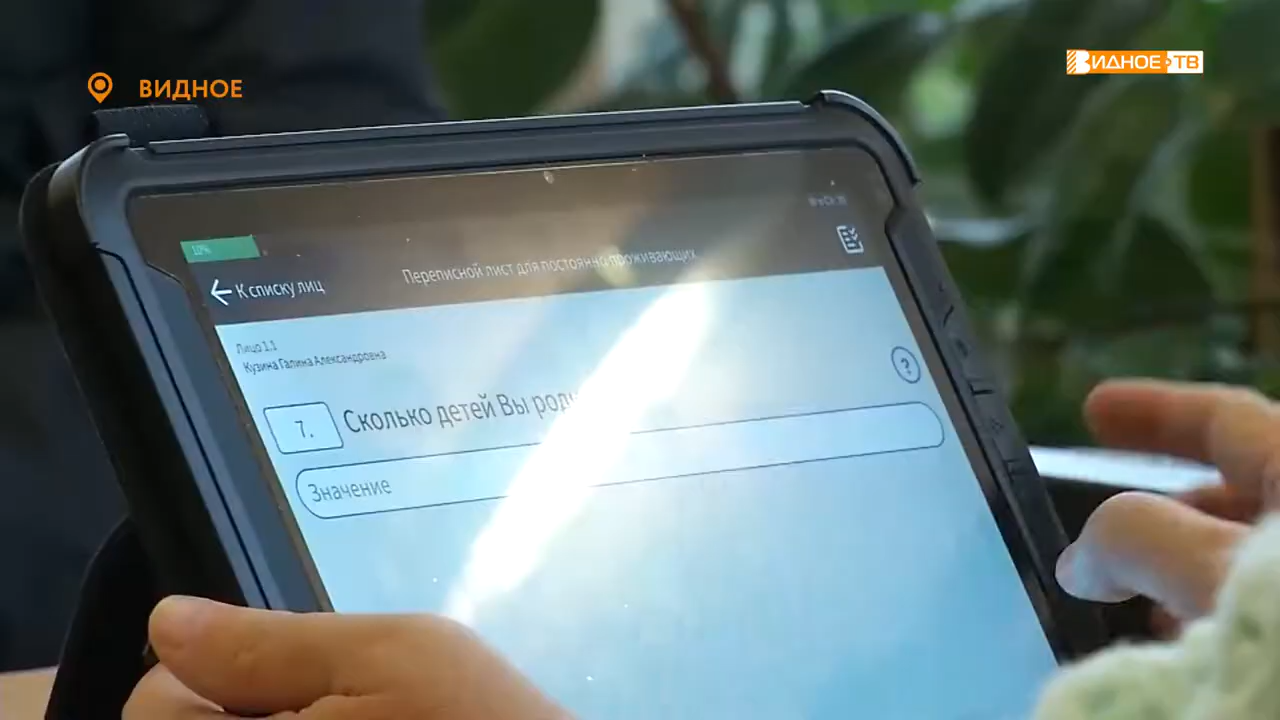 ВИДНОЕ
ВИДНОЕ ТВ
10%
К списку лиц
Переписной лист для постоянно проживающих
Лицо 1.1
Кузина Галина Александровна
?
7.
Сколько детей Вы
Значение